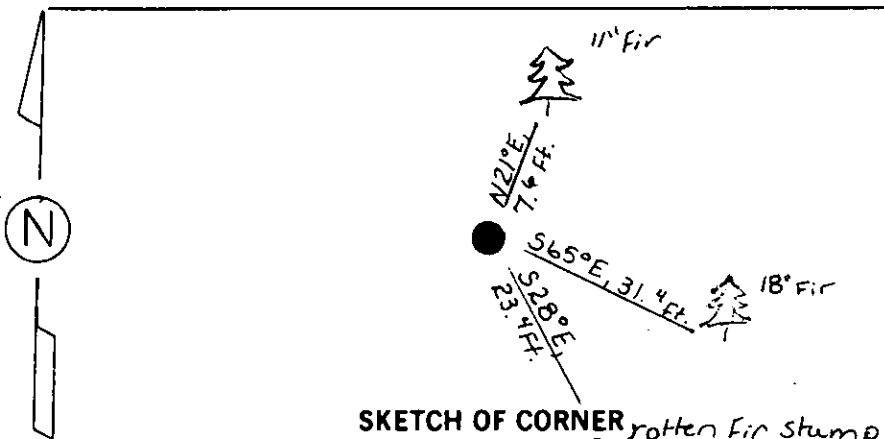 11" Fir
N21°E,
7.6 Ft.
N
S65°E, 31.4 Ft.
18" Fir
S28°E,
23.4 Ft.
SKETCH OF CORNER
rotten Fir stump